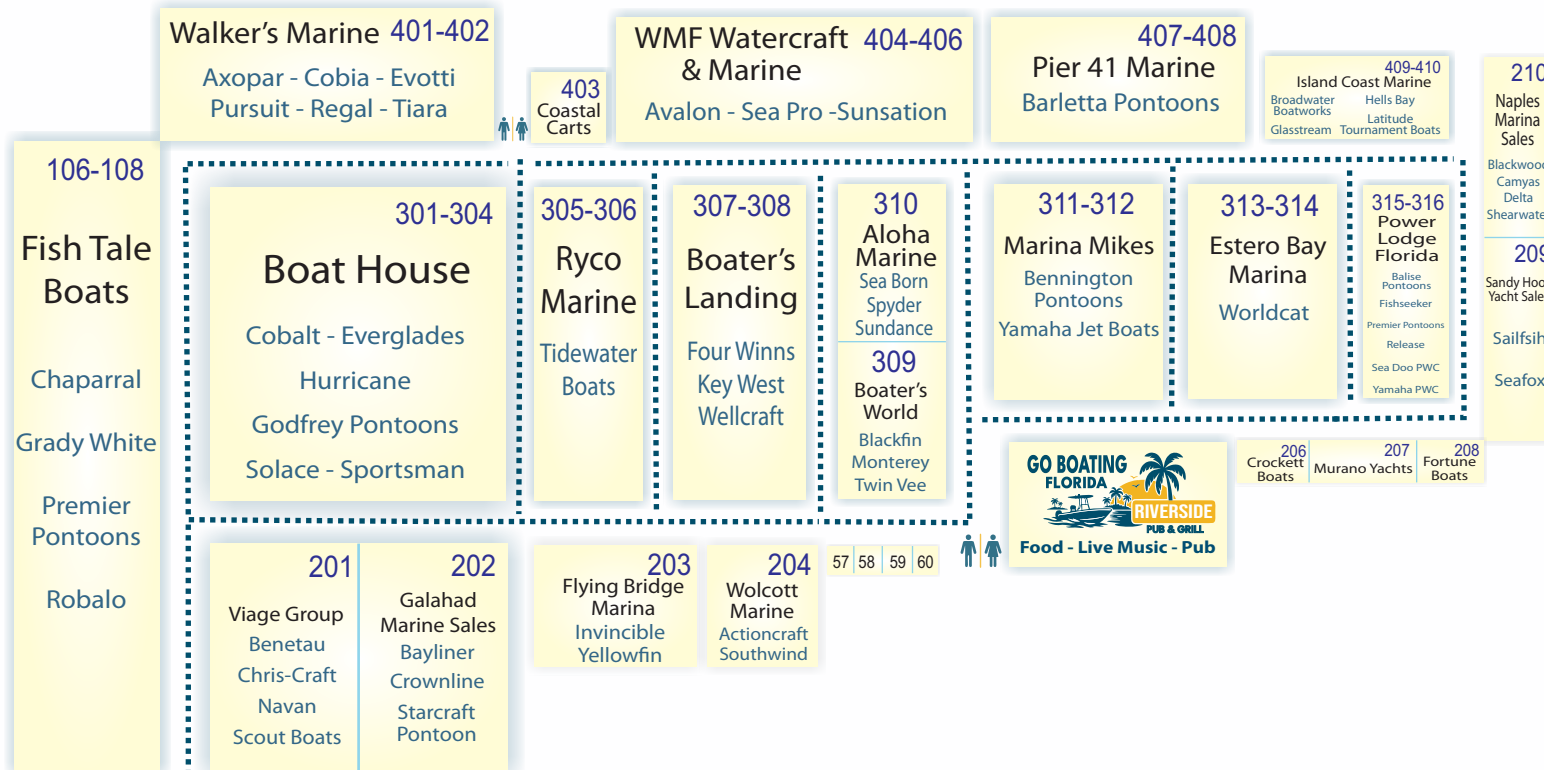 Walker's Marine 401-402
Axopar - Cobia - Evotti
Pursuit - Regal - Tiara
403
Coastal
Carts
WMF Watercraft 404-406
& Marine
Avalon - Sea Pro -Sunsation
407-408
Pier 41 Marine
Barletta Pontoons
409-410
Island Coast Marine
Broadwater
Boatworks
Hells Bay
Latitude
Glasstream Tournament Boats
210
Naples
Marina
Sales
Blackwood
Camyas
Delta
Shearwate
209
Sandy Hoo
Yacht Sale
Sailfsih
Seafox
106-108
Fish Tale
Boats
Chaparral
Grady White
Premier
Pontoons
Robalo
301-304
Boat House
Cobalt - Everglades
Hurricane
Godfrey Pontoons
Solace - Sportsman
305-306
Ryco
Marine
Tidewater
Boats
307-308
Boater's
Landing
Four Winns
Key West
Wellcraft
310
Aloha
Marine
Sea Born
Spyder
Sundance
309
Boater's
World
Blackfin
Monterey
Twin Vee
311-312
Marina Mikes
Bennington
Pontoons
Yamaha Jet Boats
313-314
Estero Bay
Marina
Worldcat
315-316
Power
Lodge
Florida
Balise
Pontoons
Fishseeker
Premier Pontoons
Release
Sea Doo PWC
Yamaha PWC
GO BOATING
FLORIDA
RIVERSIDE
PUB & GRILL
Food - Live Music - Pub
206
Crockett
Boats
207
Murano Yachts
208
Fortune
Boats
201
Viage Group
Benetau
Chris-Craft
Navan
Scout Boats
202
Galahad
Marine Sales
Bayliner
Crownline
Starcraft
Pontoon
203
Flying Bridge
Marina
Invincible
Yellowfin
204
Wolcott
Marine
Actioncraft
Southwind
57 58 59 60